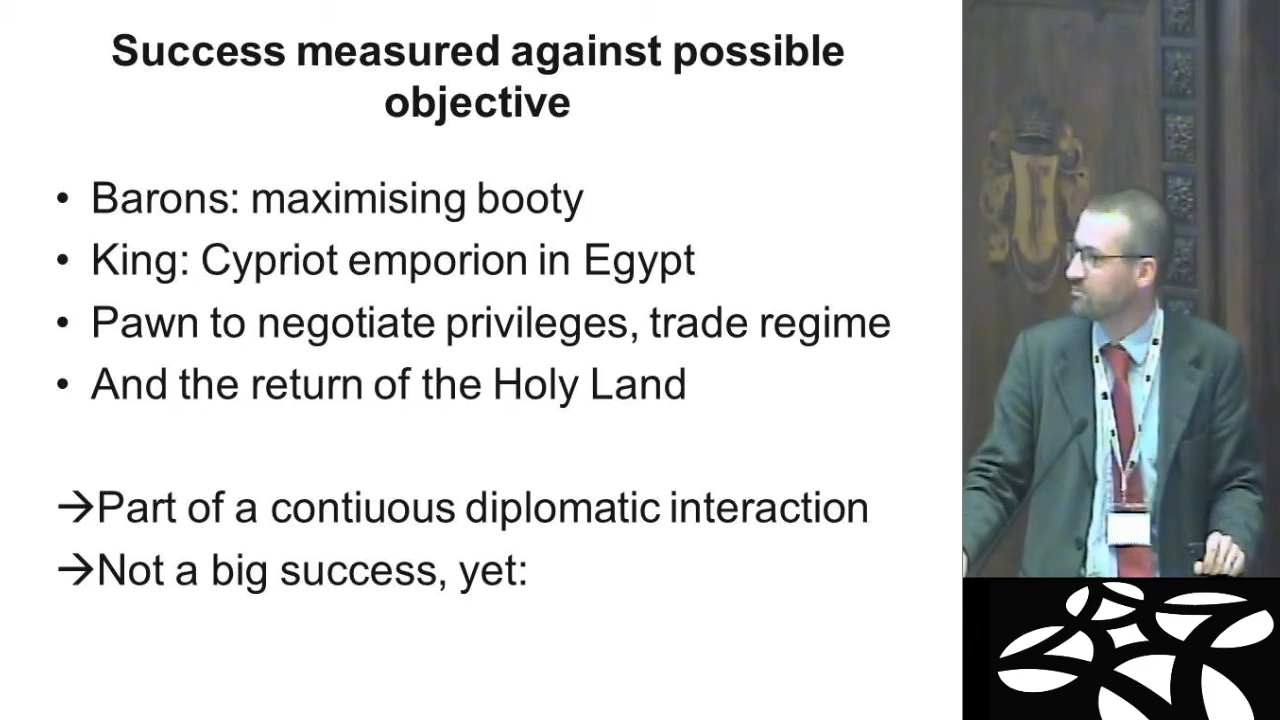 Success measured against possible
objective
• Barons: maximising booty
• King: Cypriot emporion in Egypt
• Pawn to negotiate privileges, trade regime
• And the return of the Holy Land
→Part of a contiuous diplomatic interaction
→Not a big success, yet: